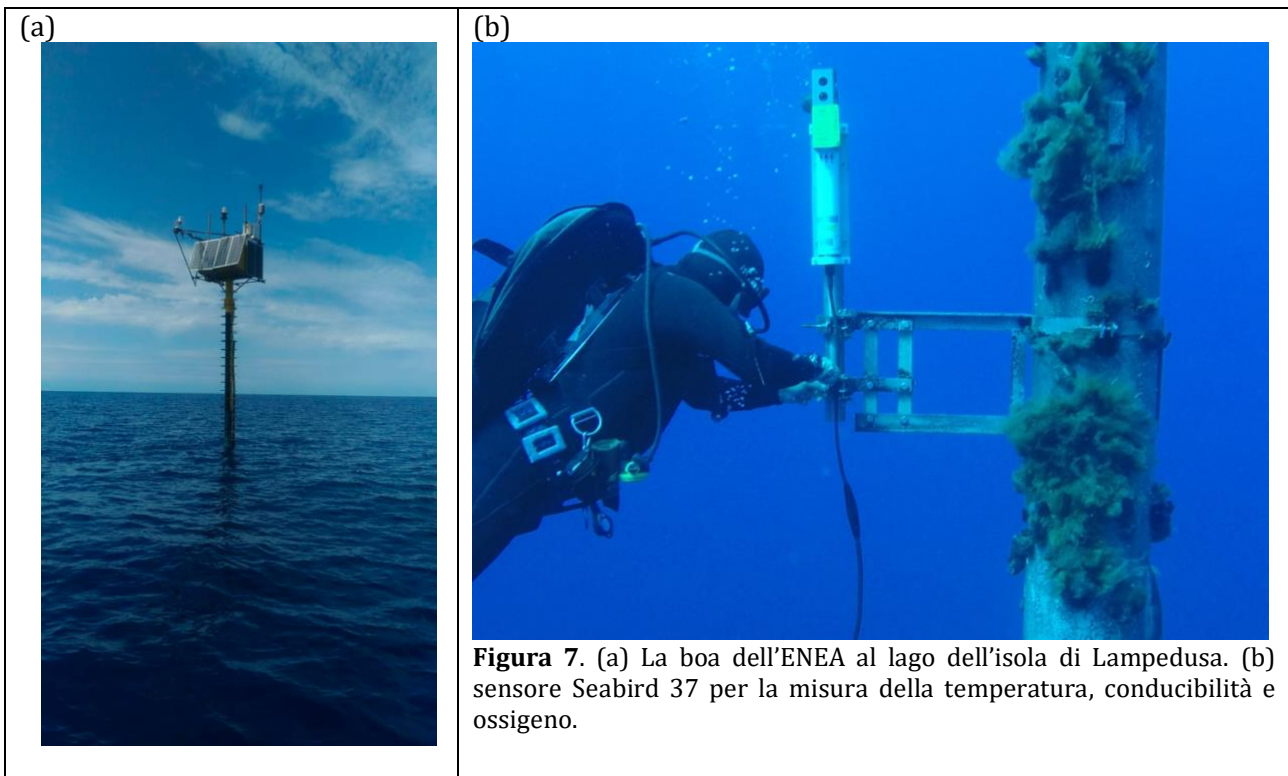 (a)
(b)
Figura 7. (a) La boa dell'ENEA al lago dell'isola di Lampedusa. (b)
sensore Seabird 37 per la misura della temperatura, conducibilità e
ossigeno.